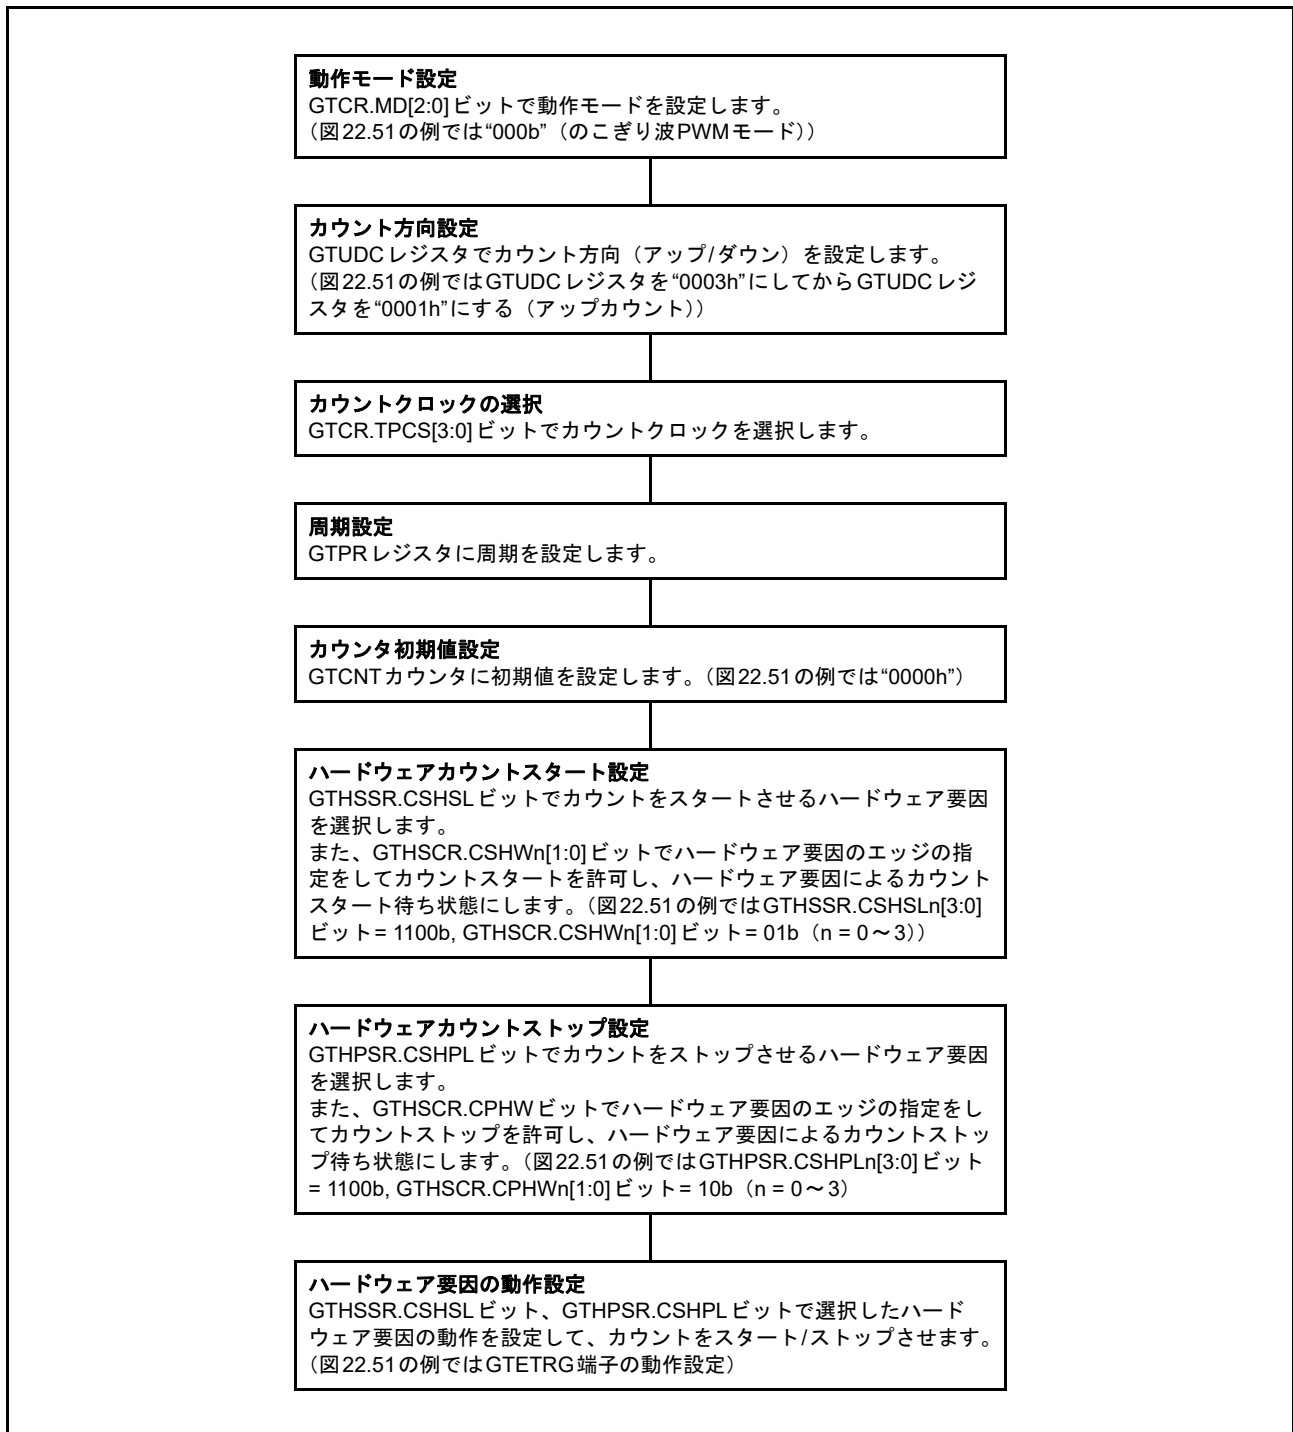 動作モード設定
GTCR.MD[2:0]ビットで動作モードを設定します。
（図22.51の例では“000b”（のこぎり波PWMモード））
カウント方向設定
GTUDCレジスタでカウント方向（アップ/ダウン）を設定します。
（図22.51の例ではGTUDCレジスタを“0003h”にしてからGTUDCレジ
スタを“0001h”にする（アップカウント））
カウントクロックの選択
GTCR.TPCS[3:0]ビットでカウントクロックを選択します。
周期設定
GTPRレジスタに周期を設定します。
カウンタ初期値設定
GTCNTカウンタに初期値を設定します。（図22.51の例では“0000h”）
ハードウェアカウントスタート設定
GTHSSR.CSHSLビットでカウントをスタートさせるハードウェア要因
を選択します。
また、GTHSCR.CSHWn[1:0]ビットでハードウェア要因のエッジの指
定をしてカウントスタートを許可し、ハードウェア要因によるカウント
スタート待ち状態にします。（図22.51の例ではGTHSSR.CSHSLn[3:0]
ビット= 1100b, GTHSCR.CSHWn[1:0]ビット= 01b（n = 0～3））
ハードウェアカウントストップ設定
GTHPSR.CSHPLビットでカウントをストップさせるハードウェア要因
を選択します。
また、GTHSCR.CPHWビットでハードウェア要因のエッジの指定をし
てカウントストップを許可し、ハードウェア要因によるカウントストッ
プ待ち状態にします。（図22.51の例ではGTHPSR.CSHPLn[3:0]ビット
= 1100b, GTHSCR.CPHWn[1:0]ビット= 10b（n = 0～3）
ハードウェア要因の動作設定
GTHSSR.CSHSLビット、GTHPSR.CSHPLビットで選択したハード
ウェア要因の動作を設定して、カウントをスタート/ストップさせます。
（図22.51の例ではGTETRG端子の動作設定）